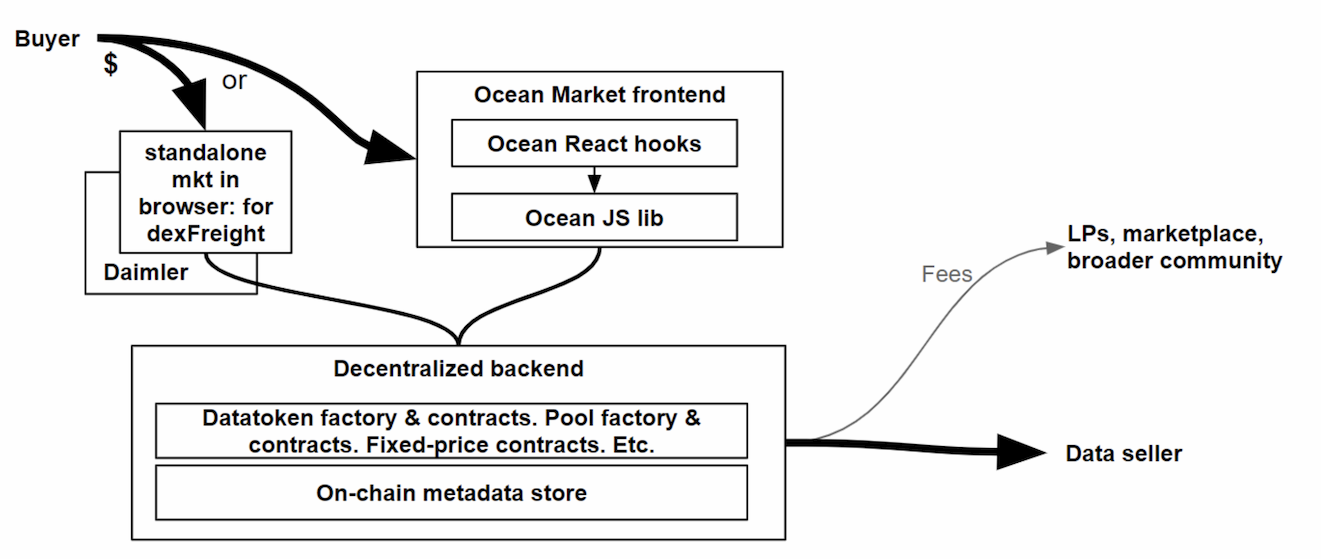 Buyer
$
or
standalone
mkt in
browser: for
dexFreight
Daimler
Ocean Market frontend
Ocean React hooks
Ocean JS lib
Fees
LPs, marketplace,
broader community
Decentralized backend
Datatoken factory & contracts. Pool factory &
contracts. Fixed-price contracts. Etc.
On-chain metadata store
Data seller